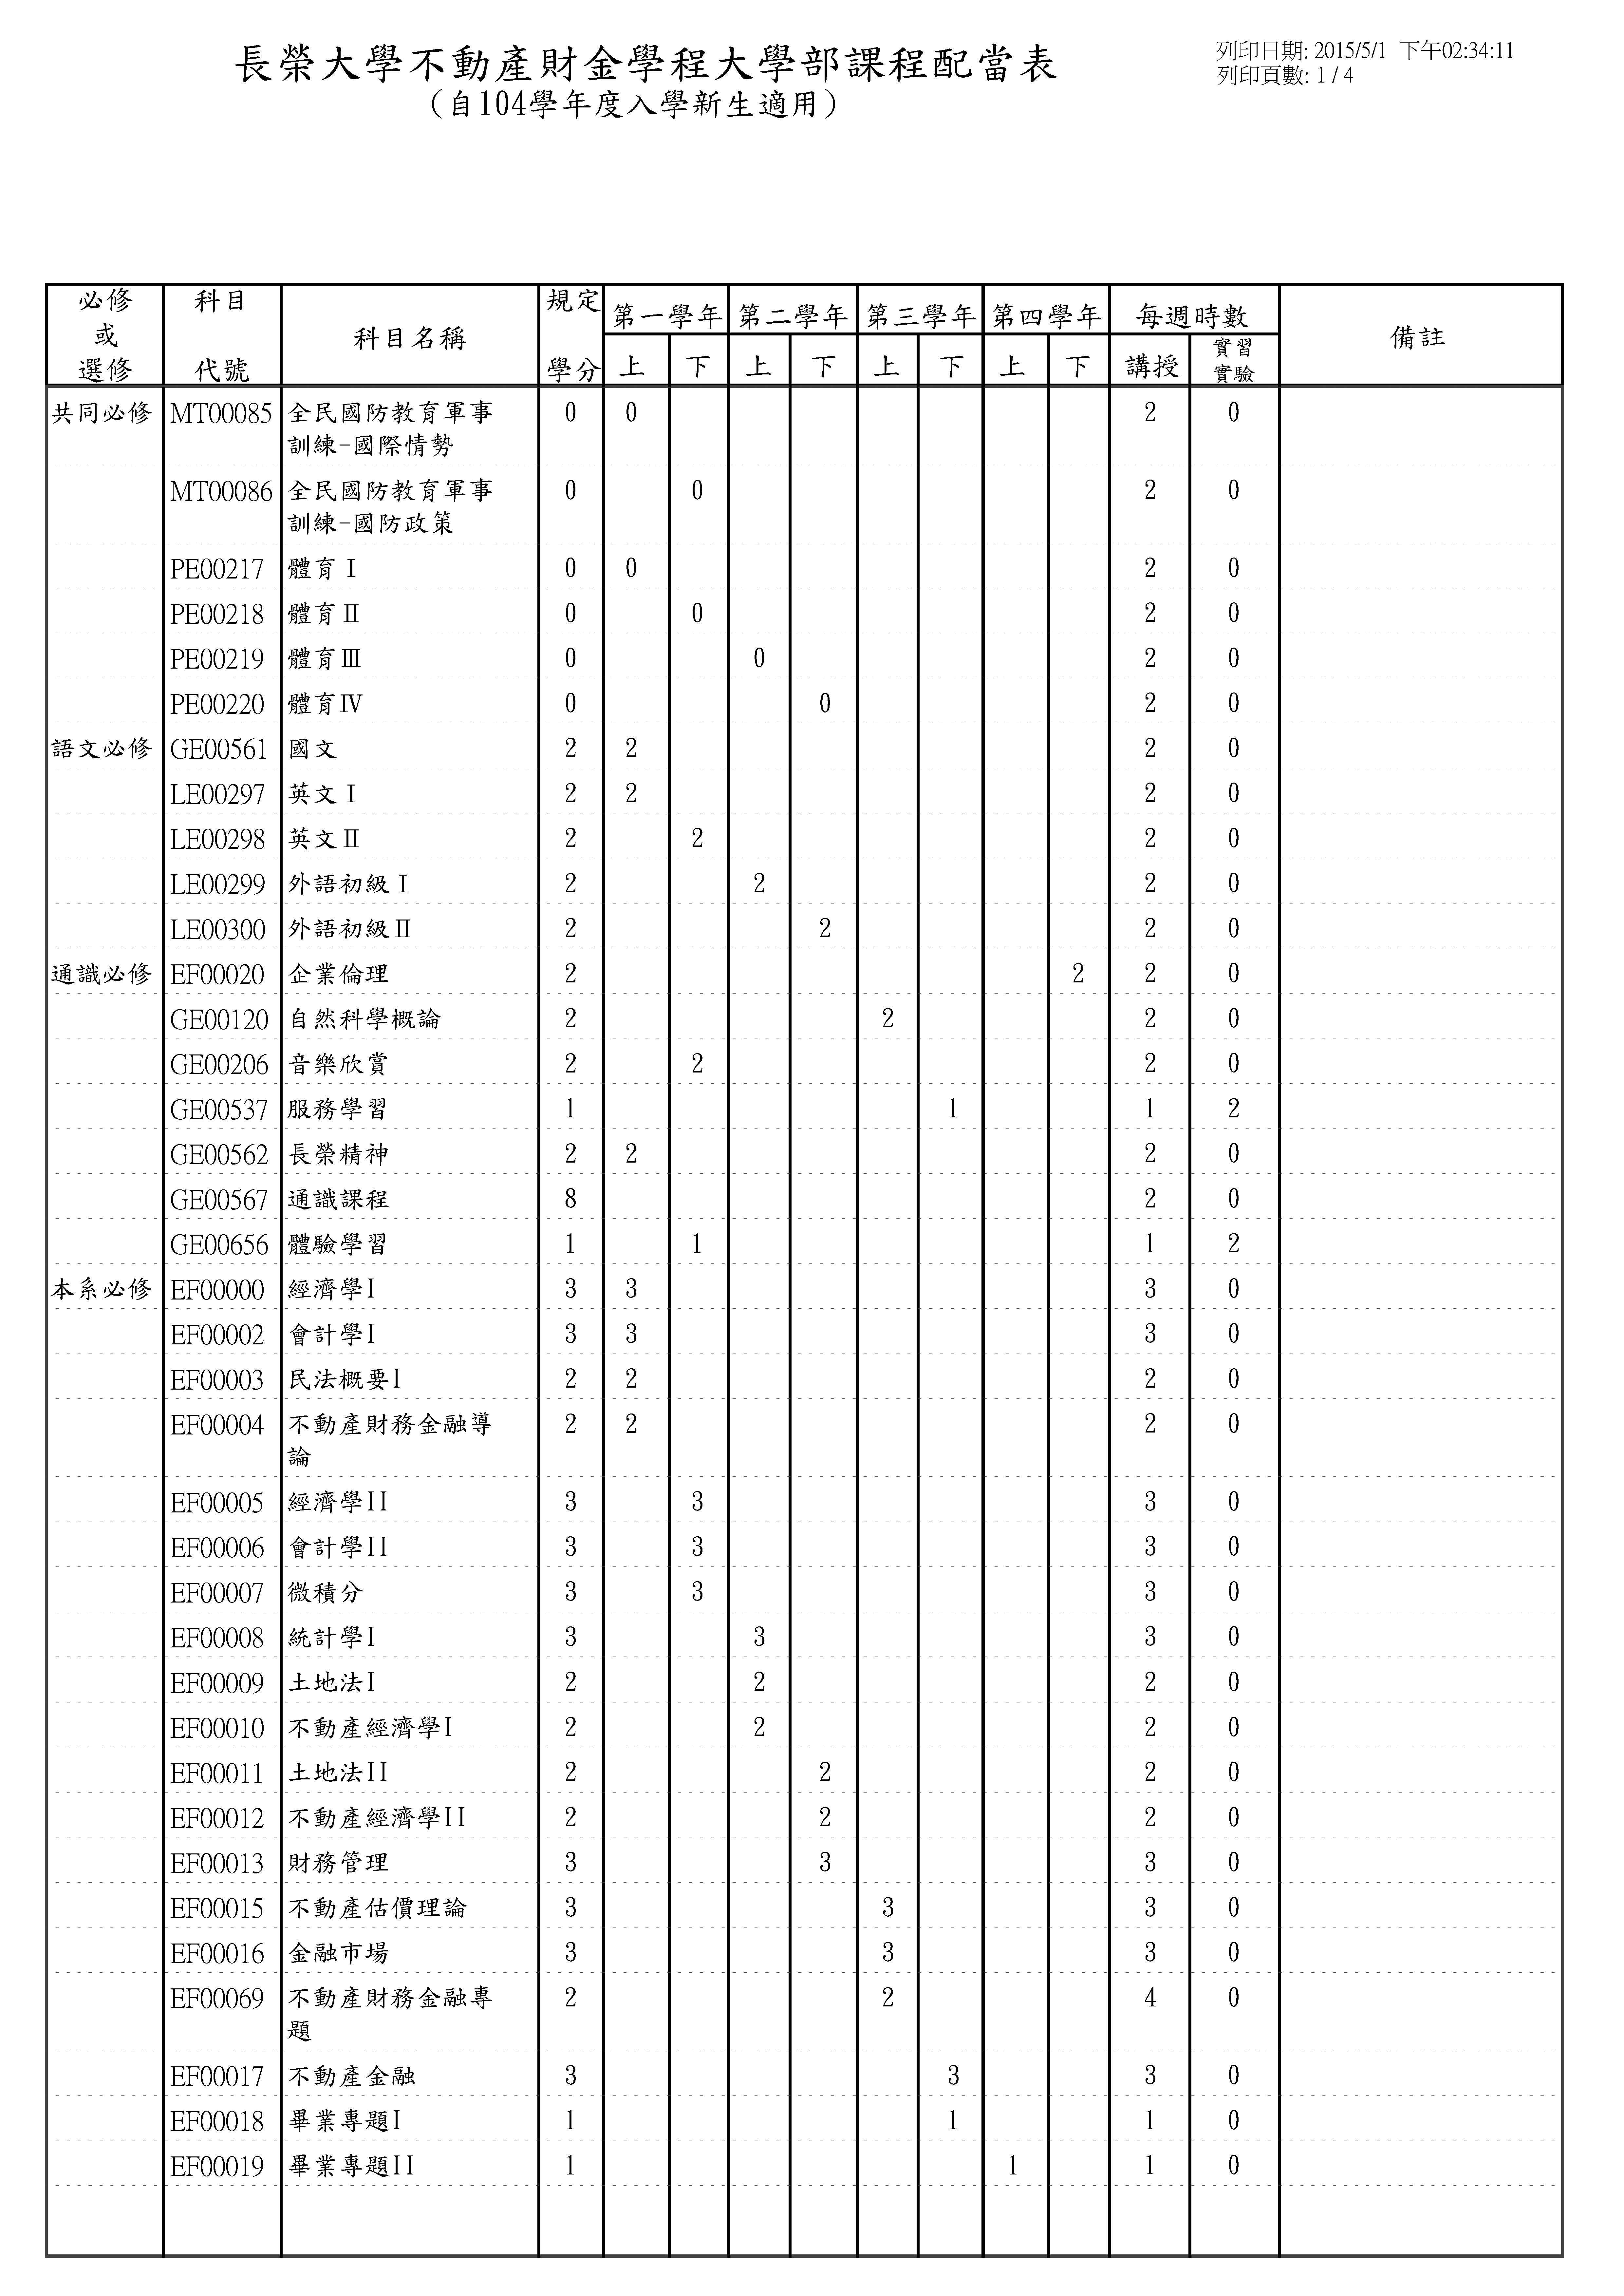 長榮大學不動產財金學程大學部課程配當表
(自104學年度入學新生適用)
列印日期: 2015/5/1 下午02:34:11
列印頁數: 1 / 4
必修或選修 科目代號 科目名稱 規定學分 第一學年 第二學年 第三學年 第四學年 每週時數 備註
上 下 上 下 上 下 上 下 講授 實習實驗
共同必修 MT00085 全民國防教育軍事 0 0 2 0
訓練-國際情勢
MT00086 全民國防教育軍事 0 0 2 0
訓練-國防政策
PE00217 體育Ⅰ 0 0 2 0
PE00218 體育Ⅱ 0 0 2 0
PE00219 體育Ⅲ 0 0 2 0
PE00220 體育Ⅳ 0 0 2 0
語文必修 GE00561 國文 2 2 2 0
LE00297 英文Ⅰ 2 2 2 0
LE00298 英文Ⅱ 2 2 2 0
LE00299 外語初級Ⅰ 2 2 2 0
LE00300 外語初級Ⅱ 2 2 2 0
通識必修 EF00020 企業倫理 2 2 2 0
GE00120 自然科學概論 2 2 2 0
GE00206 音樂欣賞 2 2 2 0
GE00537 服務學習 1 1 1 2
GE00562 長榮精神 2 2 2 0
GE00567 通識課程 8 2 0
GE00656 體驗學習 1 1 1 2
本系必修 EF00000 經濟學I 3 3 3 0
EF00002 會計學I 3 3 3 0
EF00003 民法概要I 2 2 2 0
EF00004 不動產財務金融導 2 2 2 0
論
EF00005 經濟學II 3 3 3 0
EF00006 會計學II 3 3 3 0
EF00007 微積分 3 3 3 0
EF00008 統計學I 3 3 3 0
EF00009 土地法I 2 2 2 0
EF00010 不動產經濟學I 2 2 2 0
EF00011 土地法II 2 2 2 0
EF00012 不動產經濟學II 2 2 2 0
EF00013 財務管理 3 3 3 0
EF00015 不動產估價理論 3 3 3 0
EF00016 金融市場 3 3 3 0
EF00069 不動產財務金融專 2 2 4 0
題
EF00017 不動產金融 3 3 3 0
EF00018 畢業專題I 1 1 1 0
EF00019 畢業專題II 1 1 1 0